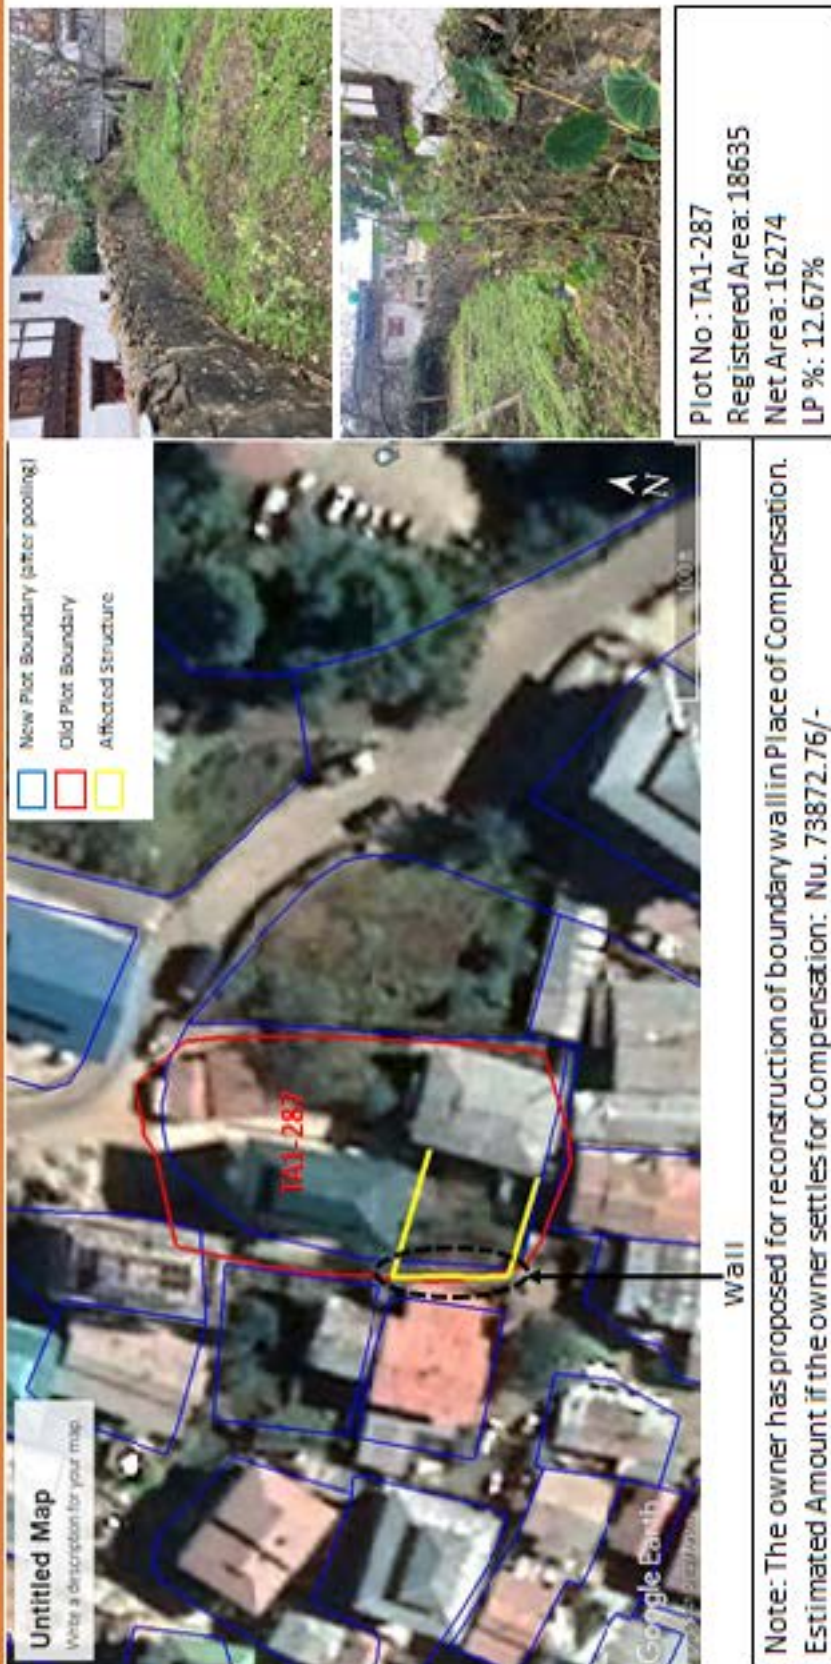 Untitled Map
Write a description for your map.
New Plot Boundary (after pooling)
Old Plot Boundary
Affected Structure
TA1-287
Wall
Google Earth
N
Plot No : TA1-287
Registered Area: 18635
Net Area: 16274
LP %: 12.67%
Note: The owner has proposed for reconstruction of boundary wall in Place of Compensation.
Estimated Amount if the owner settles for Compensation: Nu. 73872.76/-